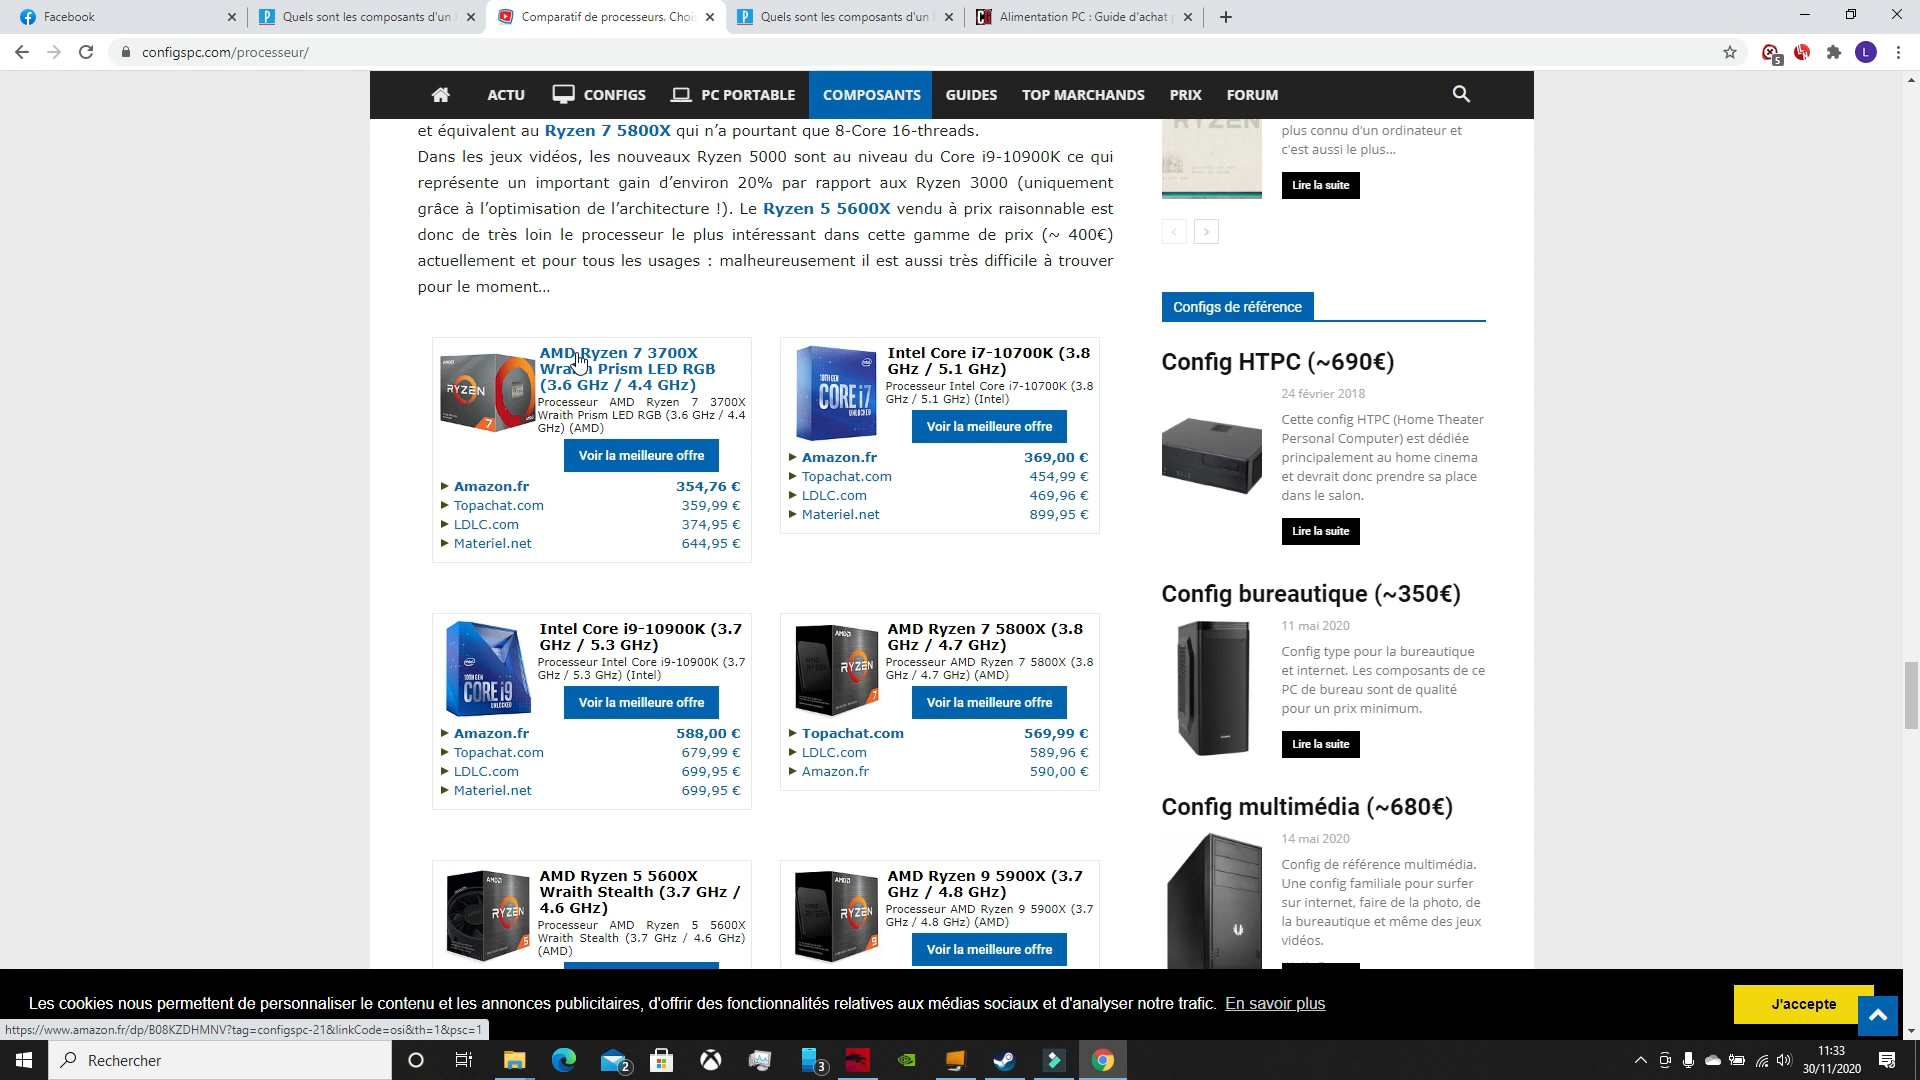 Facebook
Quels sont les composants d'un
Comparatif de processeurs. Choi
Quels sont les composants d'un
Alimentation PC : Guide d'achat
configspc.com/processeur/
5
L
ACTU
CONFIGS
PC PORTABLE
COMPOSANTS
GUIDES
TOP MARCHANDS
PRIX
FORUM
et équivalent au Ryzen 7 5800X qui n'a pourtant que 8-Core 16-threads.
Dans les jeux vidéos, les nouveaux Ryzen 5000 sont au niveau du Core i9-10900K ce qui
représente un important gain d'environ 20% par rapport aux Ryzen 3000 (uniquement
grâce à l'optimisation de l'architecture !). Le Ryzen 5 5600X vendu à prix raisonnable est
donc de très loin le processeur le plus intéressant dans cette gamme de prix (~ 400€)
actuellement et pour tous les usages : malheureusement il est aussi très difficile à trouver
pour le moment...
AMD Ryzen 7 3700X
Wraith Prism LED RGB
(3.6 GHz / 4.4 GHz)
Processeur AMD Ryzen 7 3700X
Wraith Prism LED RGB (3.6 GHz / 4.4
GHz) (AMD)
Voir la meilleure offre
Amazon.fr 354,76 €
Topachat.com 359,99 €
LDLC.com 374,95 €
Materiel.net 644,95 €
Intel Core i7-10700K (3.8
GHz / 5.1 GHz)
Processeur Intel Core i7-10700K (3.8
GHz / 5.1 GHz) (Intel)
Voir la meilleure offre
Amazon.fr 369,00 €
Topachat.com 454,99 €
LDLC.com 469,96 €
Materiel.net 899,95 €
Intel Core i9-10900K (3.7
GHz / 5.3 GHz)
Processeur Intel Core i9-10900K (3.7
GHz / 5.3 GHz) (Intel)
Voir la meilleure offre
Amazon.fr 588,00 €
Topachat.com 679,99 €
LDLC.com 699,95 €
Materiel.net 699,95 €
AMD Ryzen 7 5800X (3.8
GHz / 4.7 GHz)
Processeur AMD Ryzen 7 5800X (3.8
GHz / 4.7 GHz) (AMD)
Voir la meilleure offre
Topachat.com 569,99 €
LDLC.com 589,96 €
Amazon.fr 590,00 €
AMD Ryzen 5 5600X
Wraith Stealth (3.7 GHz /
4.6 GHz)
Processeur AMD Ryzen 5 5600X
Wraith Stealth (3.7 GHz / 4.6 GHz)
(AMD)
AMD Ryzen 9 5900X (3.7
GHz / 4.8 GHz)
Processeur AMD Ryzen 9 5900X (3.7
GHz / 4.8 GHz) (AMD)
Voir la meilleure offre
RYZEN
plus connu d'un ordinateur et
c'est aussi le plus...
Lire la suite
Configs de référence
Config HTPC (~690€)
24 février 2018
Cette config HTPC (Home Theater
Personal Computer) est dédiée
principalement au home cinema
et devrait donc prendre sa place
dans le salon.
Lire la suite
Config bureautique (~350€)
11 mai 2020
Config type pour la bureautique
et internet. Les composants de ce
PC de bureau sont de qualité
pour un prix minimum.
Lire la suite
Config multimédia (~680€)
14 mai 2020
Config de référence multimédia.
Une config familiale pour surfer
sur internet, faire de la photo, de
la bureautique et même des jeux
vidéos.
Les cookies nous permettent de personnaliser le contenu et les annonces publicitaires, d'offrir des fonctionnalités relatives aux médias sociaux et d'analyser notre trafic. En savoir plus
J'accepte
https://www.amazon.fr/dp/B08KZDHMNV?tag=configspc-21&linkCode=osi&th=1&psc=1
Rechercher
2
3
11:33
30/11/2020